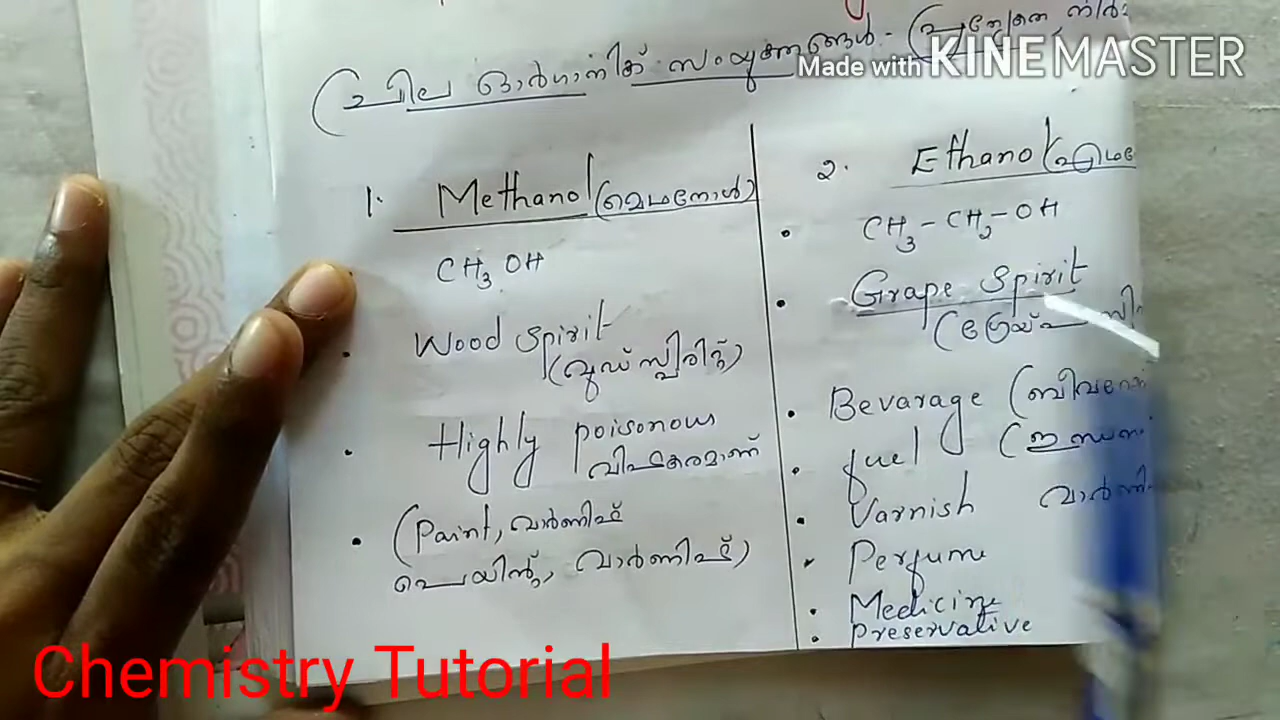 ചില ഓർഗാനിക് സംയുക്തങ്ങൾ -
Made with KINEMASTER
1. Methanol (മെഥനോൾ)
CH3 OH
Wood Spirit
(വുഡ് സ്പിരിറ്റ്)
Highly poisonous
വിഷകരമാണ്
(Paint, വാർണിഷ്
പെയിന്റ്, വാർണിഷ്)
2. Ethanol
CH3-CH2-OH
Grape Spirit
Bevarage
fuel
Varnish
Perfume
Medicine
Preservative
Chemistry Tutorial